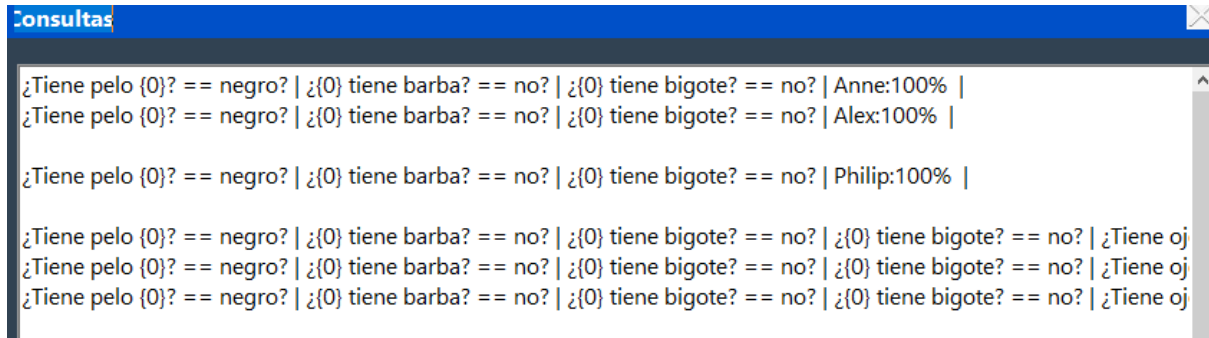 Consultas
¿Tiene pelo {0}? == negro? | ¿{0} tiene barba? == no? | ¿{0} tiene bigote? == no? | Anne:100% |
¿Tiene pelo {0}? == negro? | ¿{0} tiene barba? == no? | ¿{0} tiene bigote? == no? | Alex:100% |
¿Tiene pelo {0}? == negro? | ¿{0} tiene barba? == no? | ¿{0} tiene bigote? == no? | Philip:100% |
¿Tiene pelo {0}? == negro? | ¿{0} tiene barba? == no? | ¿{0} tiene bigote? == no? | ¿{0} tiene bigote? == no? | ¿Tiene oj
¿Tiene pelo {0}? == negro? | ¿{0} tiene barba? == no? | ¿{0} tiene bigote? == no? | ¿{0} tiene bigote? == no? | ¿Tiene oj
¿Tiene pelo {0}? == negro? | ¿{0} tiene barba? == no? | ¿{0} tiene bigote? == no? | ¿{0} tiene bigote? == no? | ¿Tiene oj